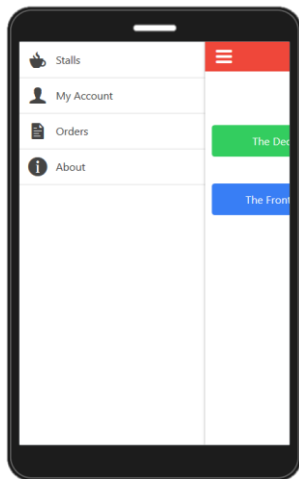 Stalls
My Account
Orders
About
The Dec
The Front